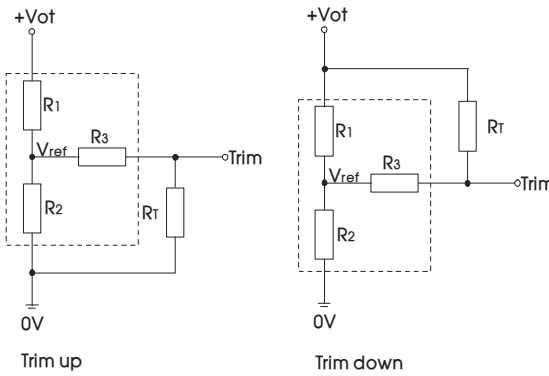 +Vot
R1
Vref
R3
Trim
R2
RT
0V
Trim up
+Vot
R1
RT
Vref
R3
Trim
R2
0V
Trim down